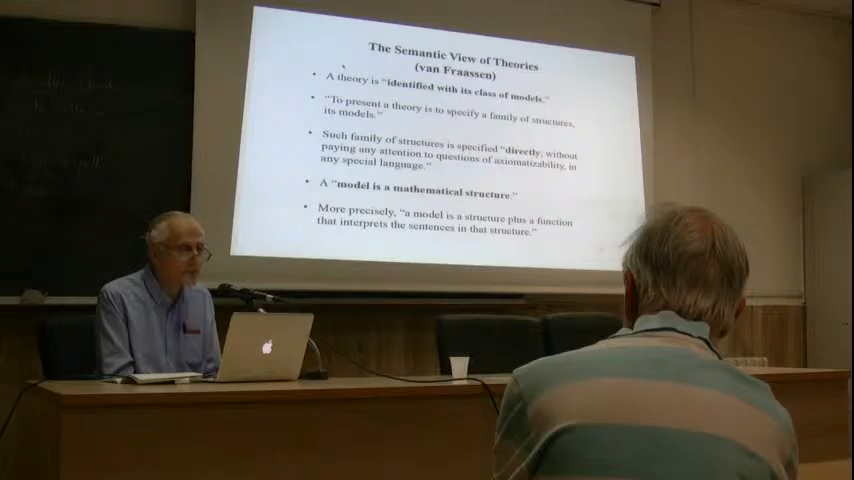 The Semantic View of Theories
(van Fraassen)
• A theory is "identified with its class of models."
• "To present a theory is to specify a family of structures,
its models."
• Such family of structures is specified "directly, without
paying any attention to questions of axiomatizability, in
any special language."
• A "model is a mathematical structure."
• More precisely, "a model is a structure plus a function
that interprets the sentences in that structure."